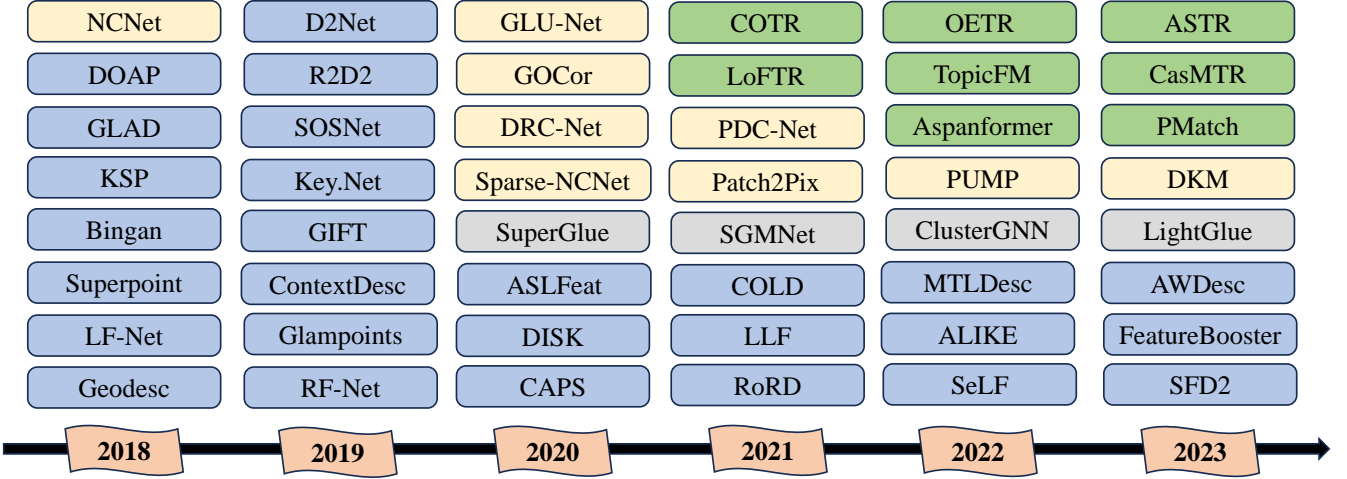 NCNet
D2Net
GLU-Net
COTR
OETR
ASTR
DOAP
R2D2
GOCor
LoFTR
TopicFM
CasMTR
GLAD
SOSNet
DRC-Net
PDC-Net
Aspanformer
PMatch
KSP
Key.Net
Sparse-NCNet
Patch2Pix
PUMP
DKM
Bingan
GIFT
SuperGlue
SGMNet
ClusterGNN
LightGlue
Superpoint
ContextDesc
ASLFeat
COLD
MTLDesc
AWDesc
LF-Net
Glampoints
DISK
LLF
ALIKE
FeatureBooster
Geodesc
RF-Net
CAPS
RoRD
SeLF
SFD2
2018
2019
2020
2021
2022
2023